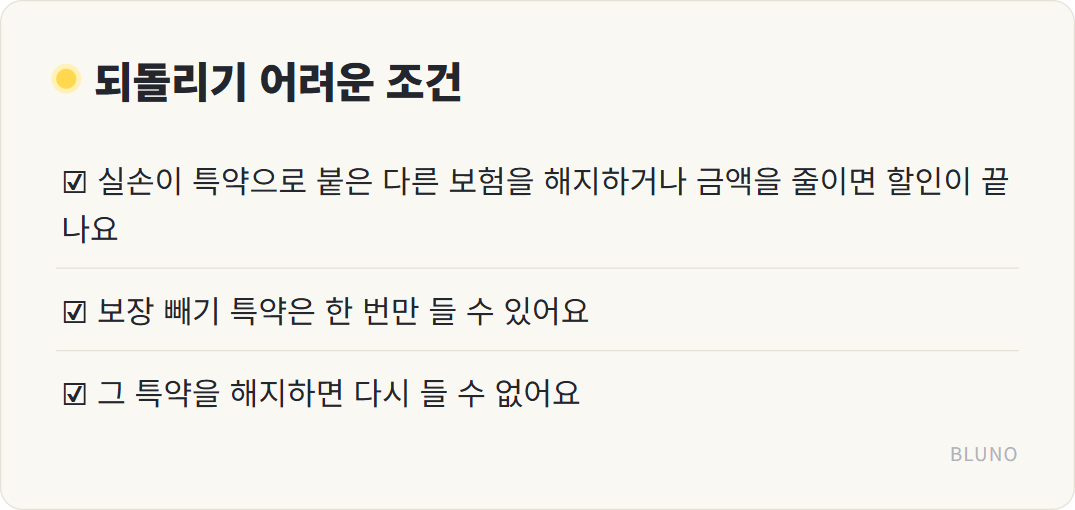 되돌리기 어려운 조건
☑ 실손이 특약으로 붙은 다른 보험을 해지하거나 금액을 줄이면 할인이 끝
나요
☑ 보장 빼기 특약은 한 번만 들 수 있어요
☑ 그 특약을 해지하면 다시 들 수 없어요
BLUNO